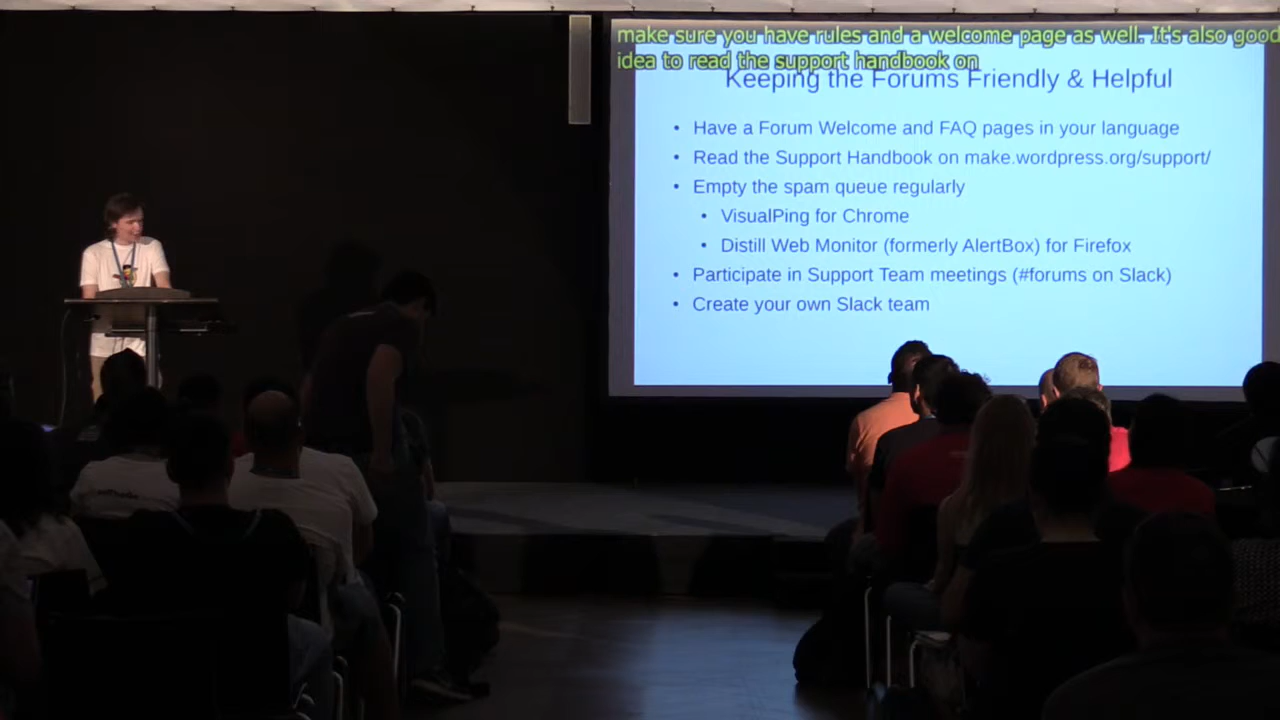 make sure you have rules and a welcome page as well. It's also good
idea to read the support handbook on
Keeping the Forums Friendly & Helpful
• Have a Forum Welcome and FAQ pages in your language
• Read the Support Handbook on make.wordpress.org/support/
• Empty the spam queue regularly
• VisualPing for Chrome
• Distill Web Monitor (formerly AlertBox) for Firefox
• Participate in Support Team meetings (#forums on Slack)
• Create your own Slack team